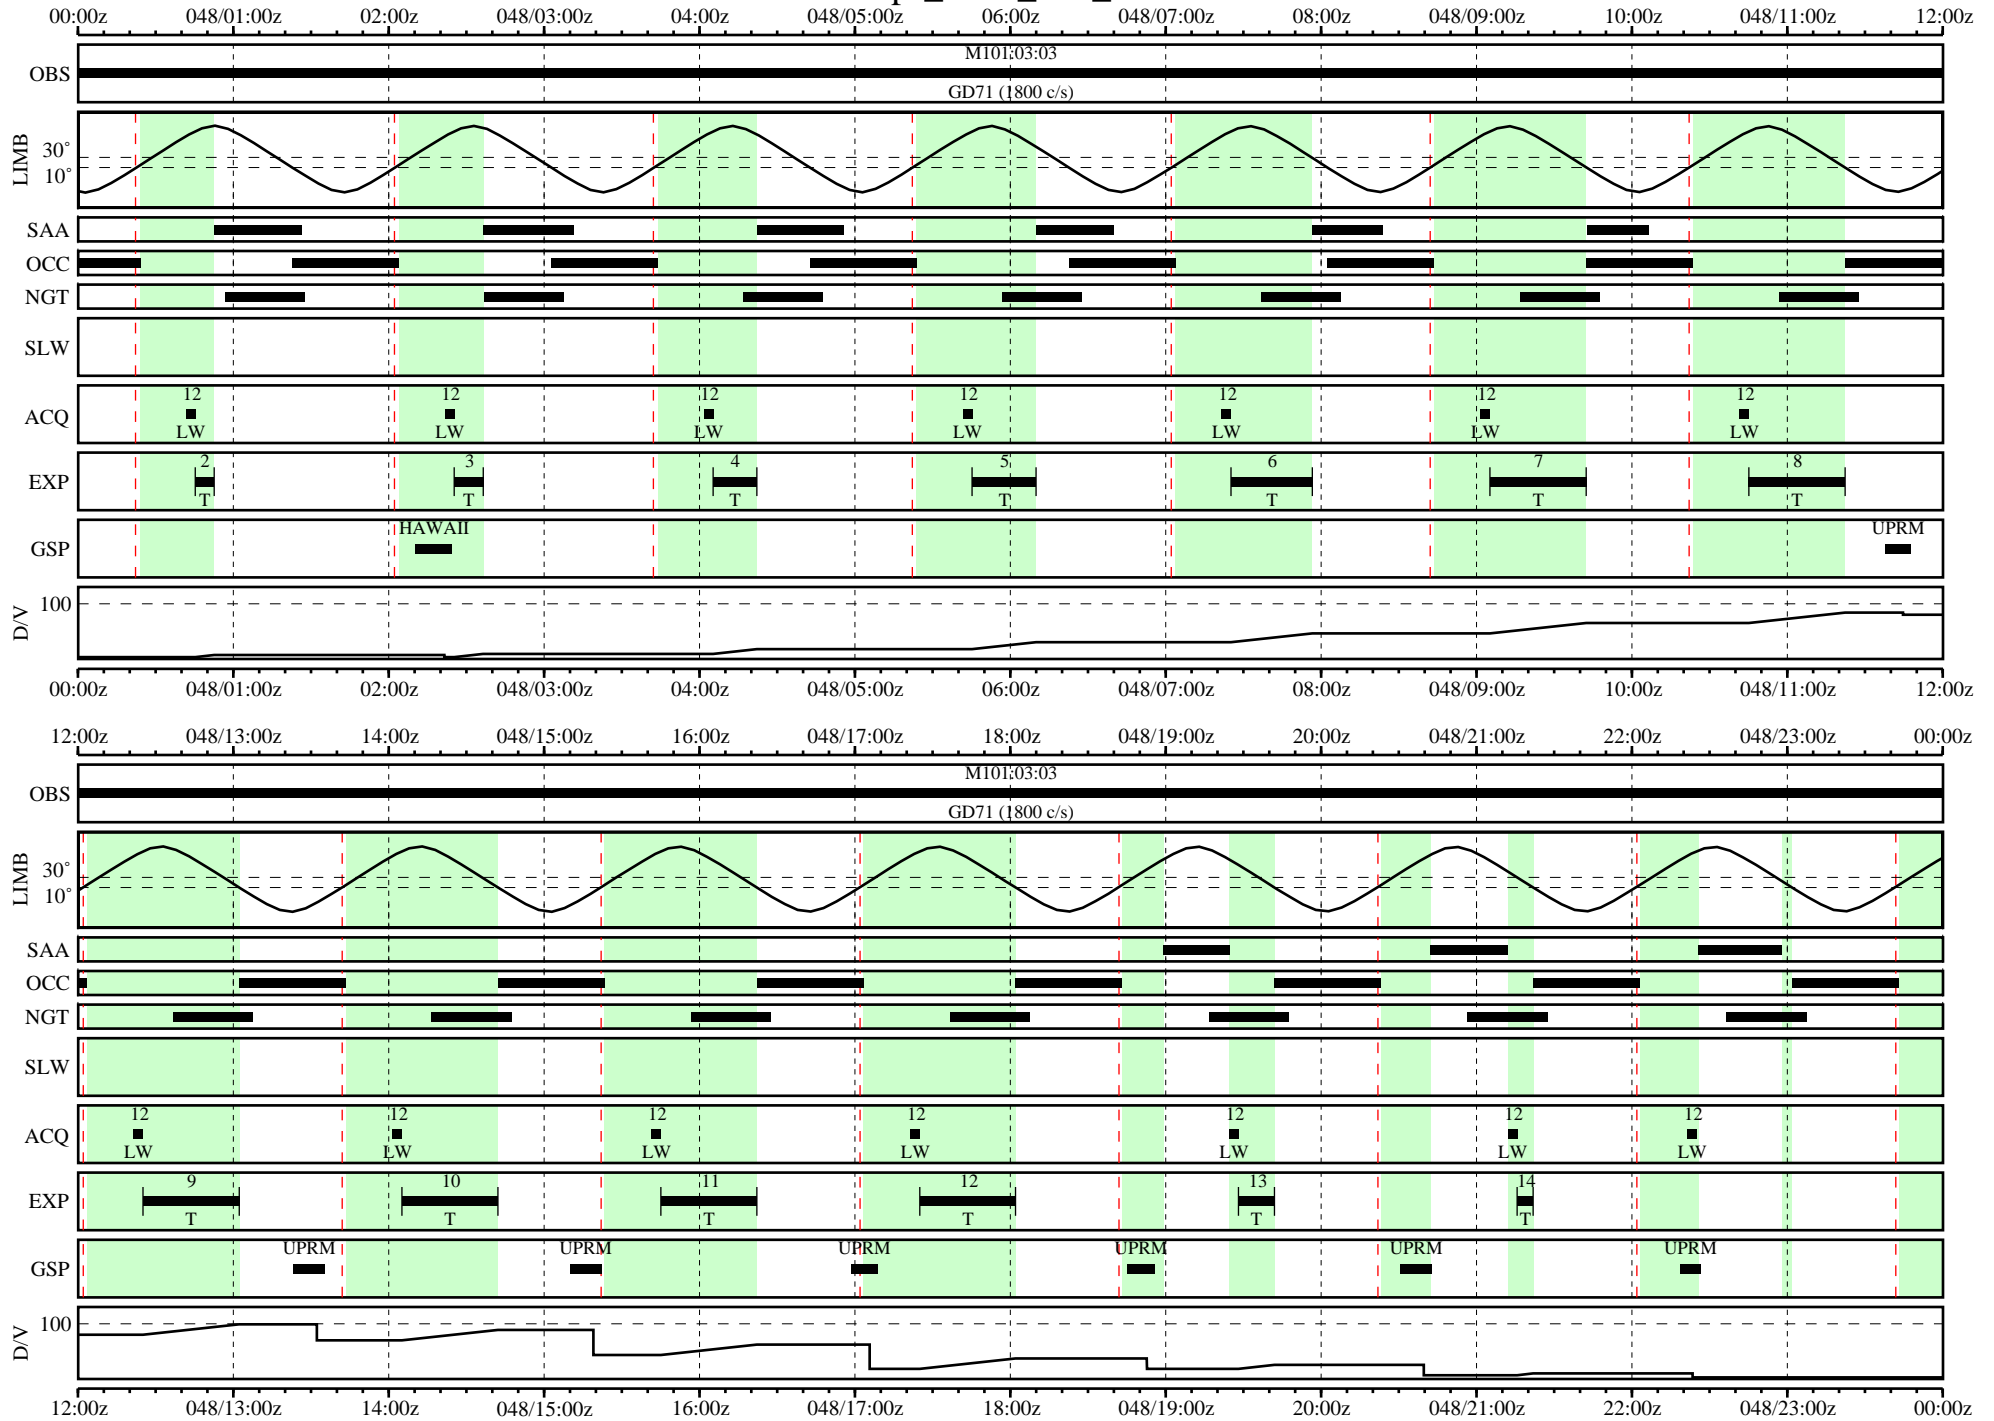 00:00z 048/01:00z 02:00z 048/03:00z 04:00z 048/05:00z 06:00z 048/07:00z 08:00z 048/09:00z 10:00z 048/11:00z 12:00z
M101:03:03
OBS
GD71 (1800 c/s)
LIMB
30°
10°
SAA
OCC
NGT
SLW
12 12 12 12 12 12 12
ACQ
LW LW LW LW LW LW LW
2 3 4 5 6 7 8
EXP
T T T T T T T
HAWAII UPRM
GSP
D/V
100
00:00z 048/01:00z 02:00z 048/03:00z 04:00z 048/05:00z 06:00z 048/07:00z 08:00z 048/09:00z 10:00z 048/11:00z 12:00z
12:00z 048/13:00z 14:00z 048/15:00z 16:00z 048/17:00z 18:00z 048/19:00z 20:00z 048/21:00z 22:00z 048/23:00z 00:00z
M101:03:03
OBS
GD71 (1800 c/s)
LIMB
30°
10°
SAA
OCC
NGT
SLW
12 12 12 12 12 12 12
ACQ
LW LW LW LW LW LW LW
9 10 11 12 13 14
EXP
T T T T T T
UPRM UPRM UPRM UPRM UPRM UPRM
GSP
D/V
100
12:00z 048/13:00z 14:00z 048/15:00z 16:00z 048/17:00z 18:00z 048/19:00z 20:00z 048/21:00z 22:00z 048/23:00z 00:00z